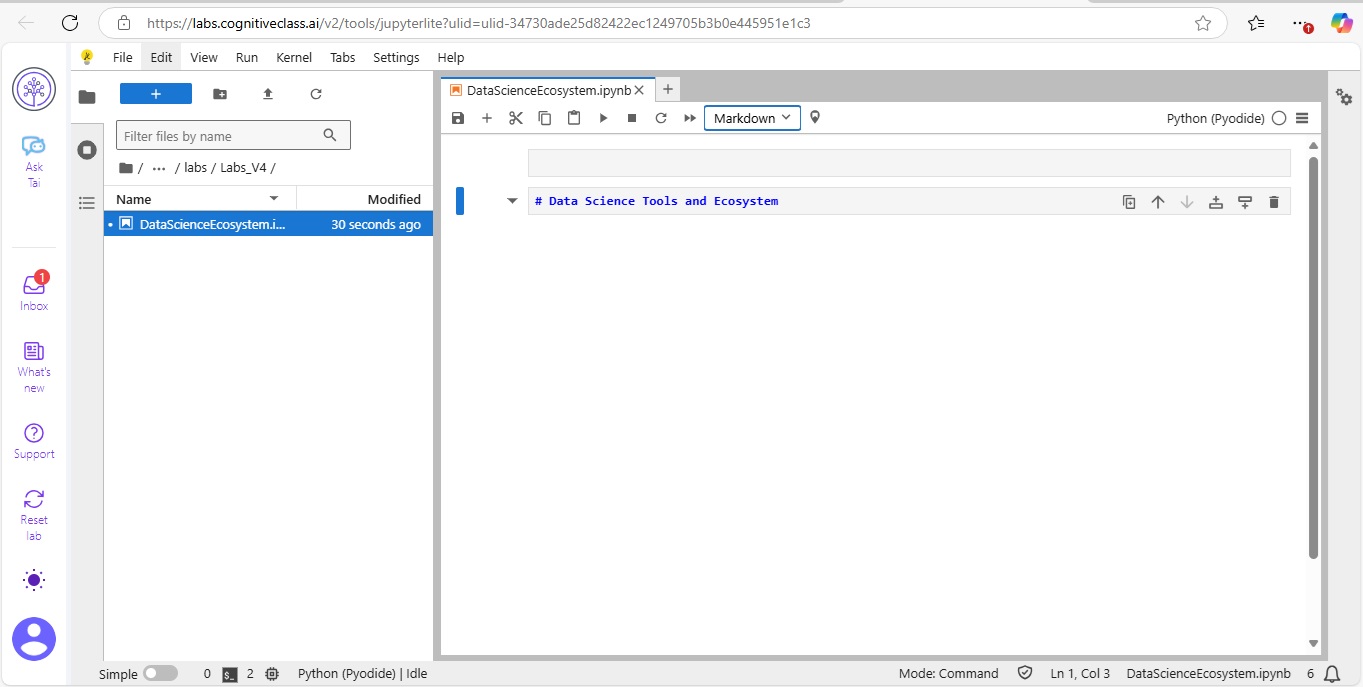 https://labs.cognitiveclass.ai/v2/tools/jupyterlite?ulid=ulid-34730ade25d82422ec1249705b3b0e445951e1c3
File Edit View Run Kernel Tabs Settings Help
Ask
Tai
1
Inbox
What's
new
Support
Reset
lab
+
Filter files by name
/ ... / labs / Labs_V4 /
Name Modified
DataScienceEcosystem.i... 30 seconds ago
DataScienceEcosystem.ipynb
Markdown
Python (Pyodide)
# Data Science Tools and Ecosystem
Simple 0 $_ 2 Python (Pyodide) | Idle Mode: Command Ln 1, Col 3 DataScienceEcosystem.ipynb 6